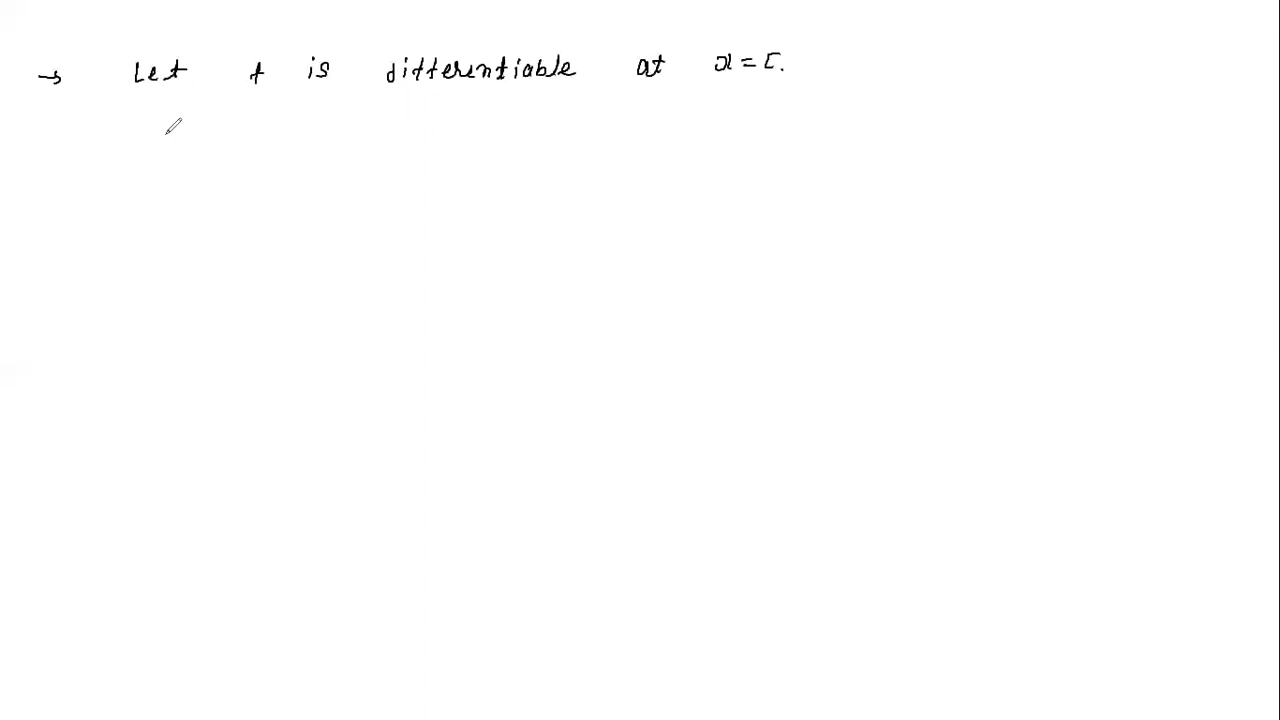 → Let f is differentiable at x = c.